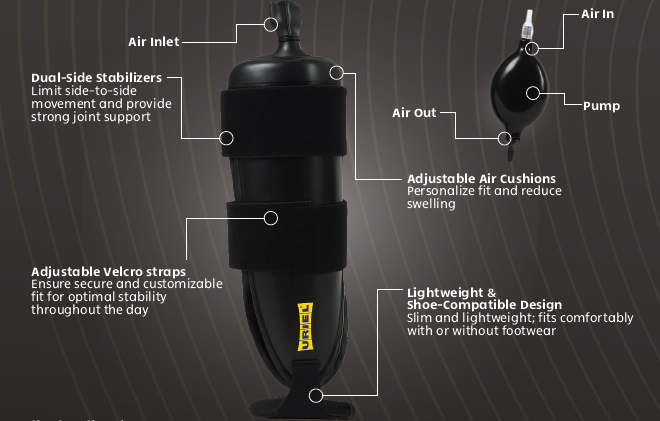 Air Inlet
Dual-Side Stabilizers
Limit side-to-side
movement and provide
strong joint support
Adjustable Velcro straps
Ensure secure and customizable
fit for optimal stability
throughout the day
Air In
Pump
Air Out
Adjustable Air Cushions
Personalize fit and reduce
swelling
Lightweight &
Shoe-Compatible Design
Slim and lightweight; fits comfortably
with or without footwear
URIEL